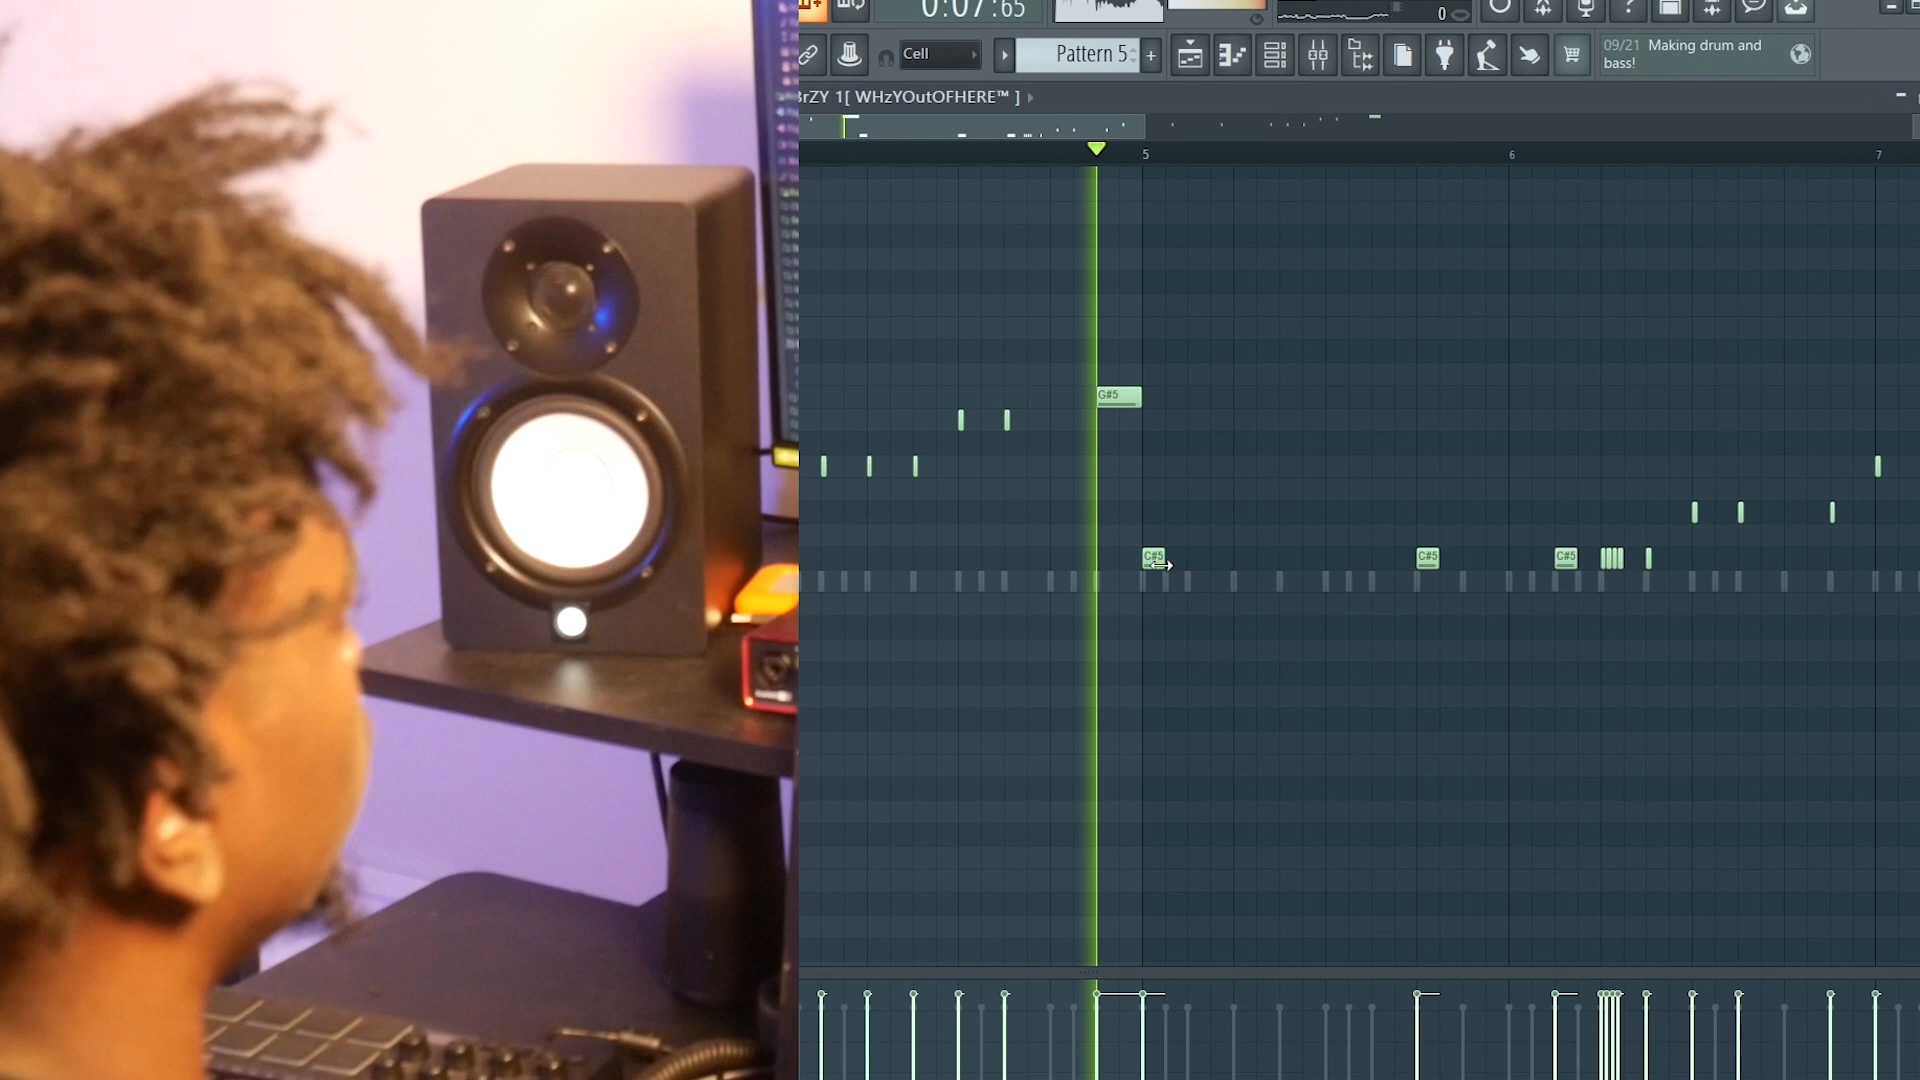 0:07:65
0
Cell
Pattern 5
+
09/21 Making drum and
bass!
BrZY 1[ WHzYOutOFHERE™ ]
5
6
7
G#5
C#5
C#5
C#5